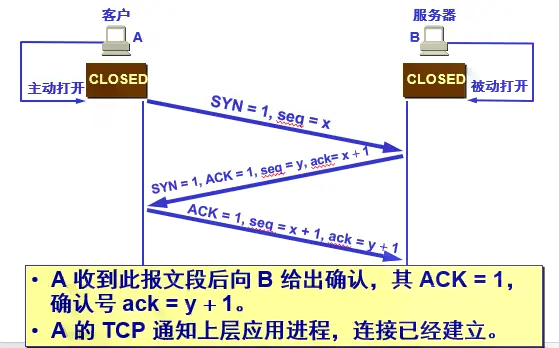 客户
服务器
A
B
主动打开
CLOSED
CLOSED
被动打开
SYN = 1, seq = x
SYN = 1, ACK = 1, seq = y, ack= x + 1
ACK = 1, seq = x + 1, ack = y + 1
• A 收到此报文段后向 B 给出确认，其 ACK = 1，
确认号 ack = y + 1。
• A 的 TCP 通知上层应用进程，连接已经建立。